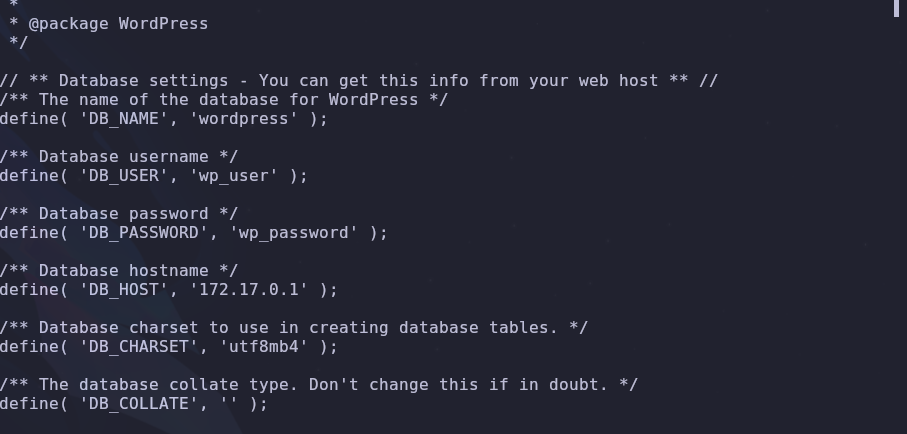 *
* @package WordPress
*/
// ** Database settings - You can get this info from your web host ** //
/** The name of the database for WordPress */
define( 'DB_NAME', 'wordpress' );
/** Database username */
define( 'DB_USER', 'wp_user' );
/** Database password */
define( 'DB_PASSWORD', 'wp_password' );
/** Database hostname */
define( 'DB_HOST', '172.17.0.1' );
/** Database charset to use in creating database tables. */
define( 'DB_CHARSET', 'utf8mb4' );
/** The database collate type. Don't change this if in doubt. */
define( 'DB_COLLATE', '' );